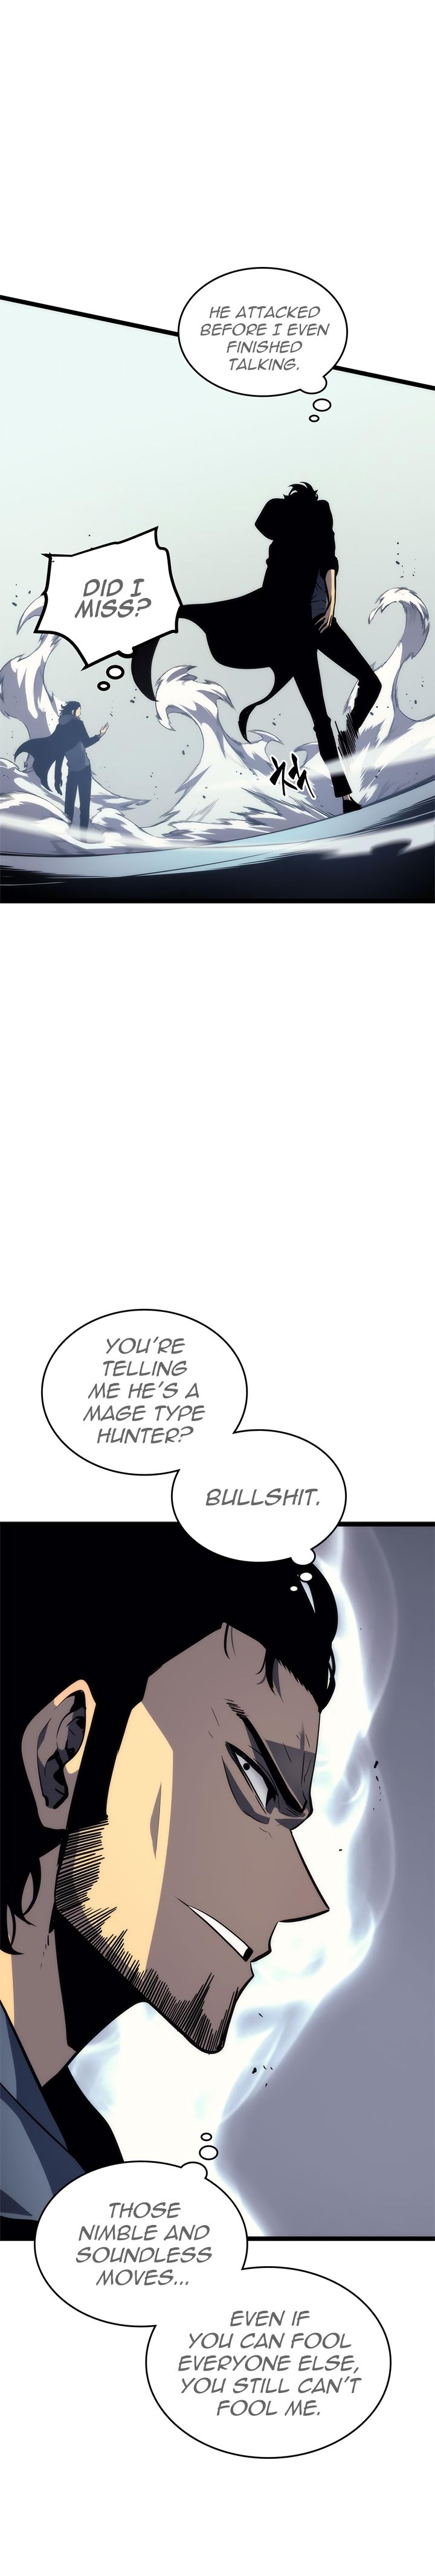 HE ATTACKED
BEFORE I EVEN
FINISHED
TALKING.
DID I
MISS?
YOU'RE
TELLING
ME HE'S A
MAGE TYPE
HUNTER?
BULLSHIT.
THOSE
NIMBLE AND
SOUNDLESS
MOVES...
EVEN IF
YOU CAN FOOL
EVERYONE ELSE,
YOU STILL CAN'T
FOOL ME.